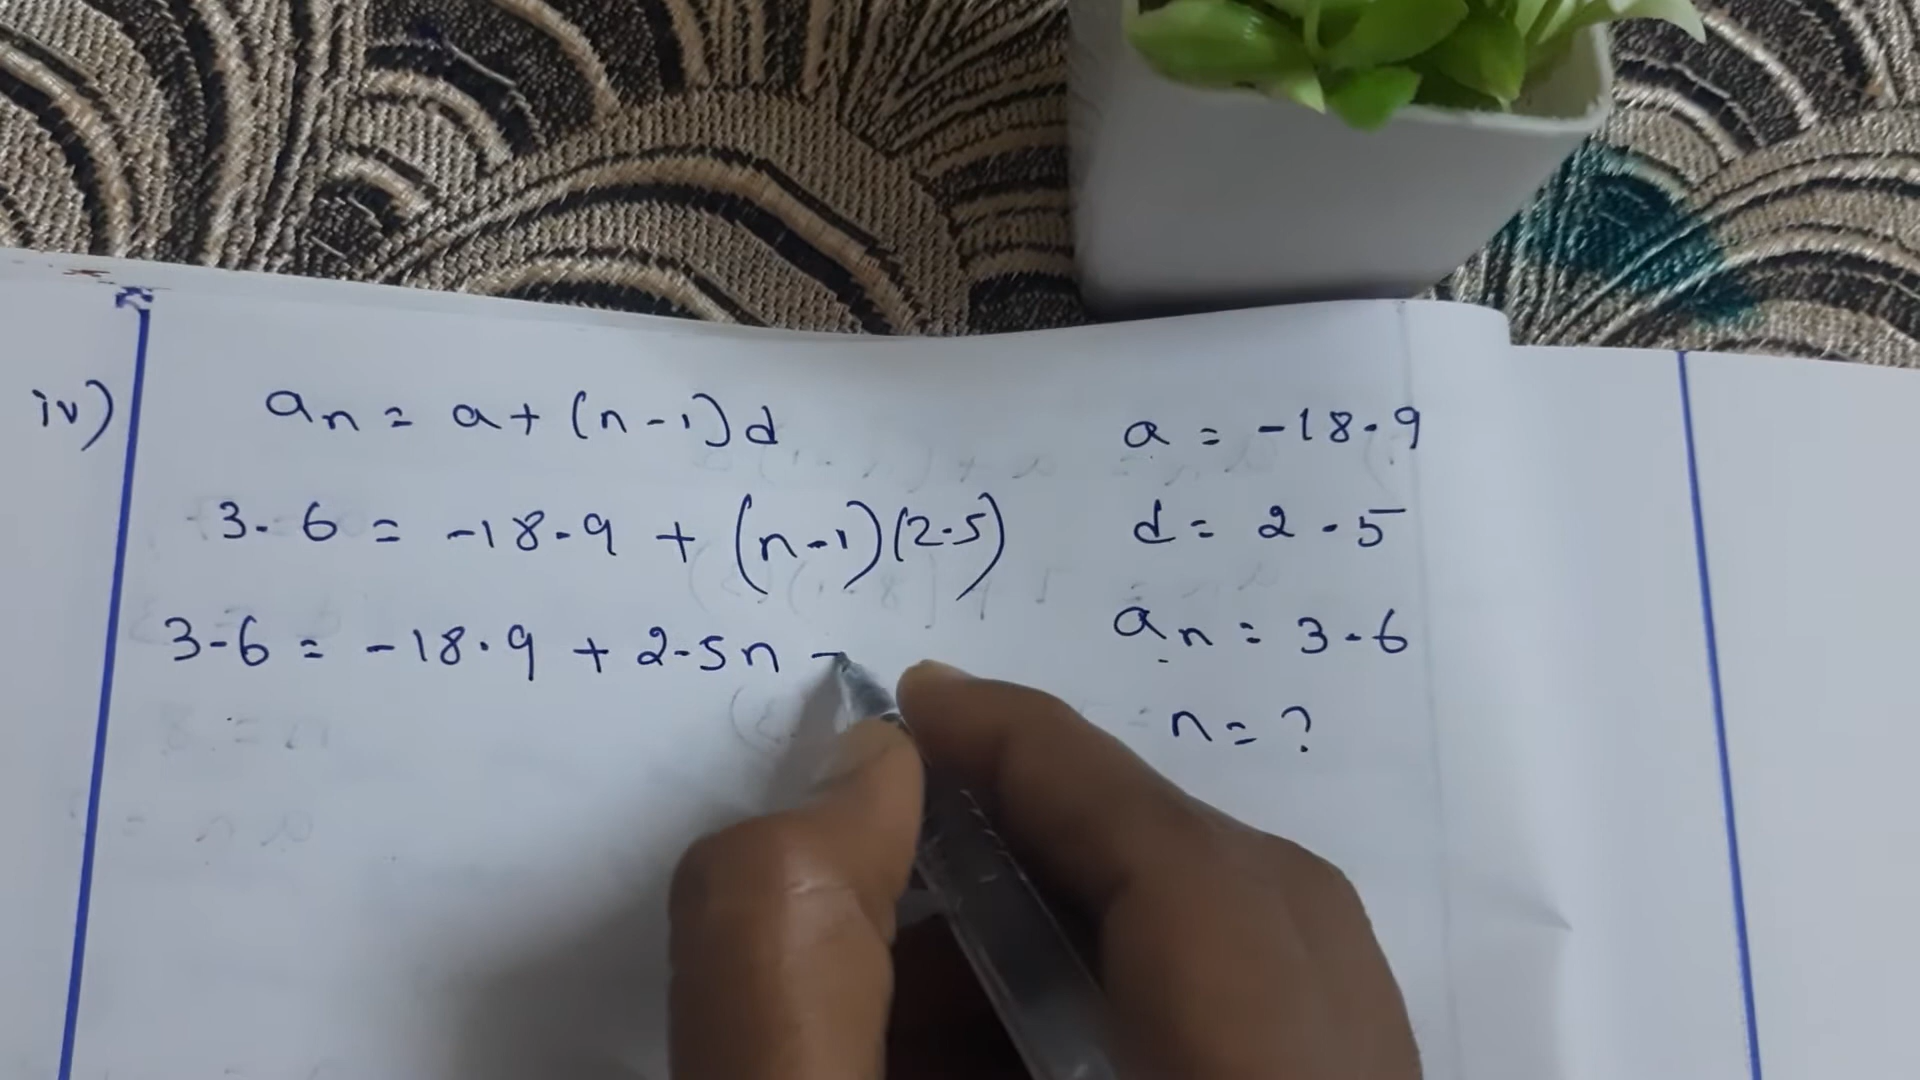 iv) an = a + (n-1)d
3.6 = -18.9 + (n-1)(2.5)
3.6 = -18.9 + 2.5n -
a = -18.9
d = 2.5
an = 3.6
n = ?